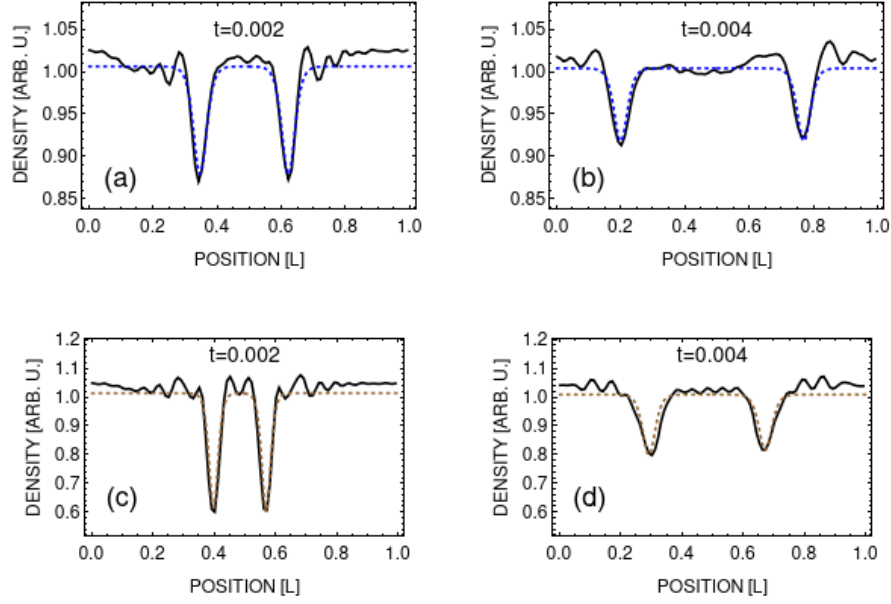 t=0.002
DENSITY [ARB. U.]
1.05
1.00
0.95
0.90
0.85
(a)
0.0 0.2 0.4 0.6 0.8 1.0
POSITION [L]
t=0.004
DENSITY [ARB. U.]
1.05
1.00
0.95
0.90
0.85
(b)
0.0 0.2 0.4 0.6 0.8 1.0
POSITION [L]
t=0.002
DENSITY [ARB. U.]
1.2
1.1
1.0
0.9
0.8
0.7
0.6
(c)
0.0 0.2 0.4 0.6 0.8 1.0
POSITION [L]
t=0.004
DENSITY [ARB. U.]
1.2
1.1
1.0
0.9
0.8
0.7
0.6
(d)
0.0 0.2 0.4 0.6 0.8 1.0
POSITION [L]